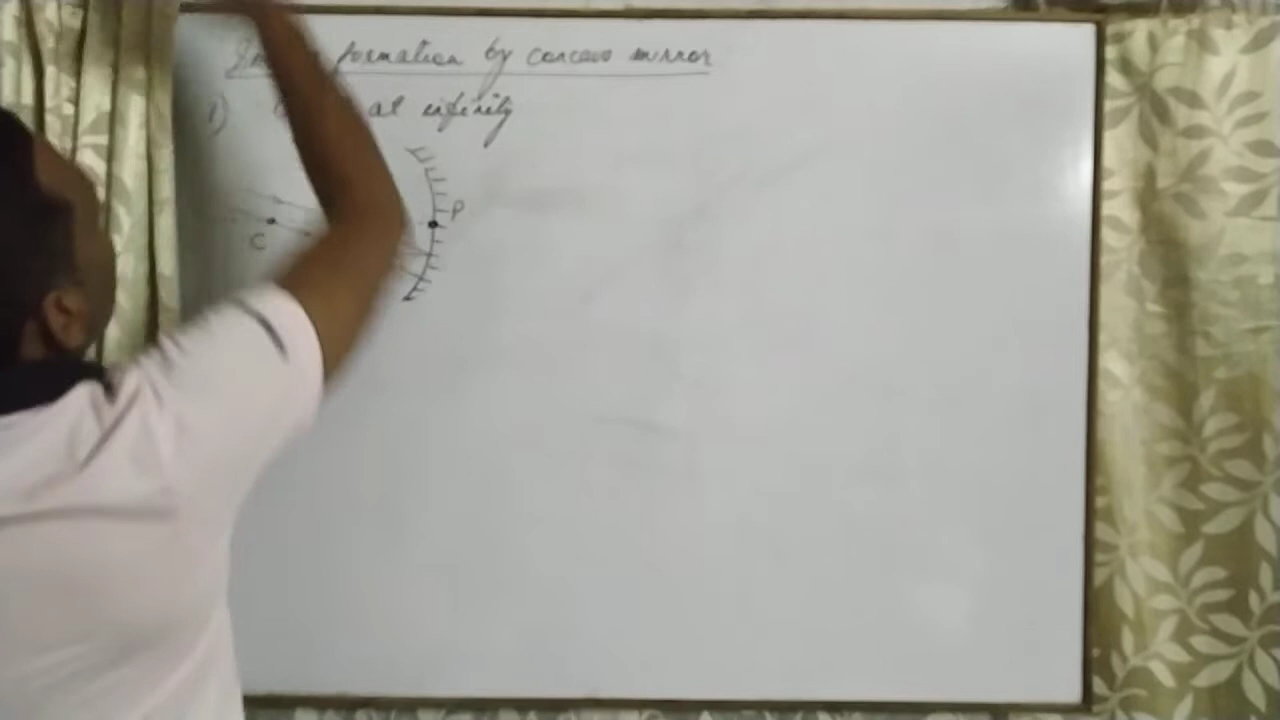 formation by concave mirror
1) at infinity
P
C